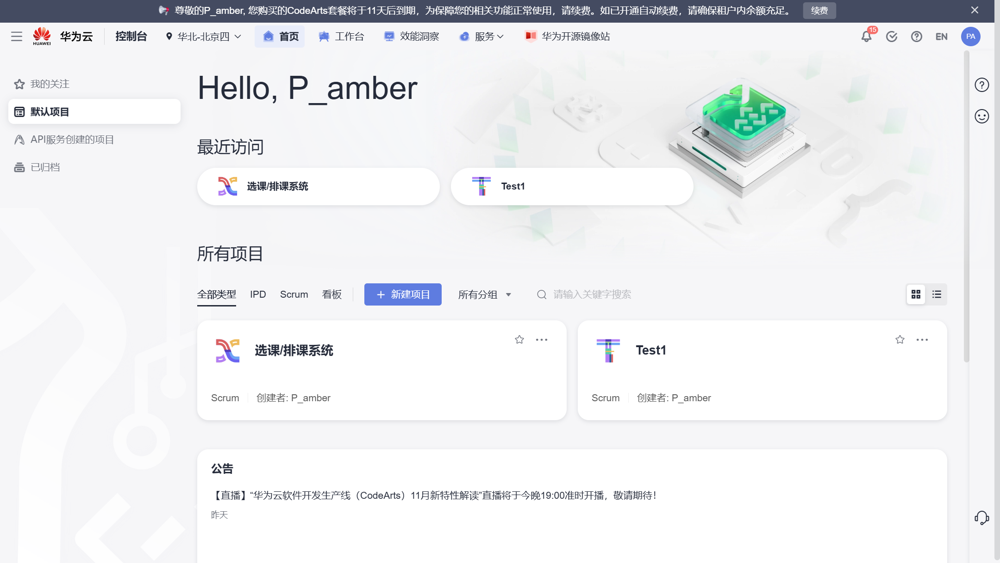 尊敬的P_amber, 您购买的CodeArts套餐将于11天后到期，为保障您的相关功能正常使用，请续费。如已开通自动续费，请确保租户内余额充足。 续费
HUAWEI 华为云 控制台 华北-北京四 首页 工作台 效能洞察 服务 华为开源镜像站 15 EN PA
我的关注
默认项目
API服务创建的项目
已归档
Hello, P_amber
最近访问
选课/排课系统 Test1
所有项目
全部类型 IPD Scrum 看板 新建项目 所有分组 请输入关键字搜索
选课/排课系统
Scrum 创建者: P_amber
Test1
Scrum 创建者: P_amber
公告
【直播】“华为云软件开发生产线（CodeArts）11月新特性解读”直播将于今晚19:00准时开播，敬请期待！
昨天